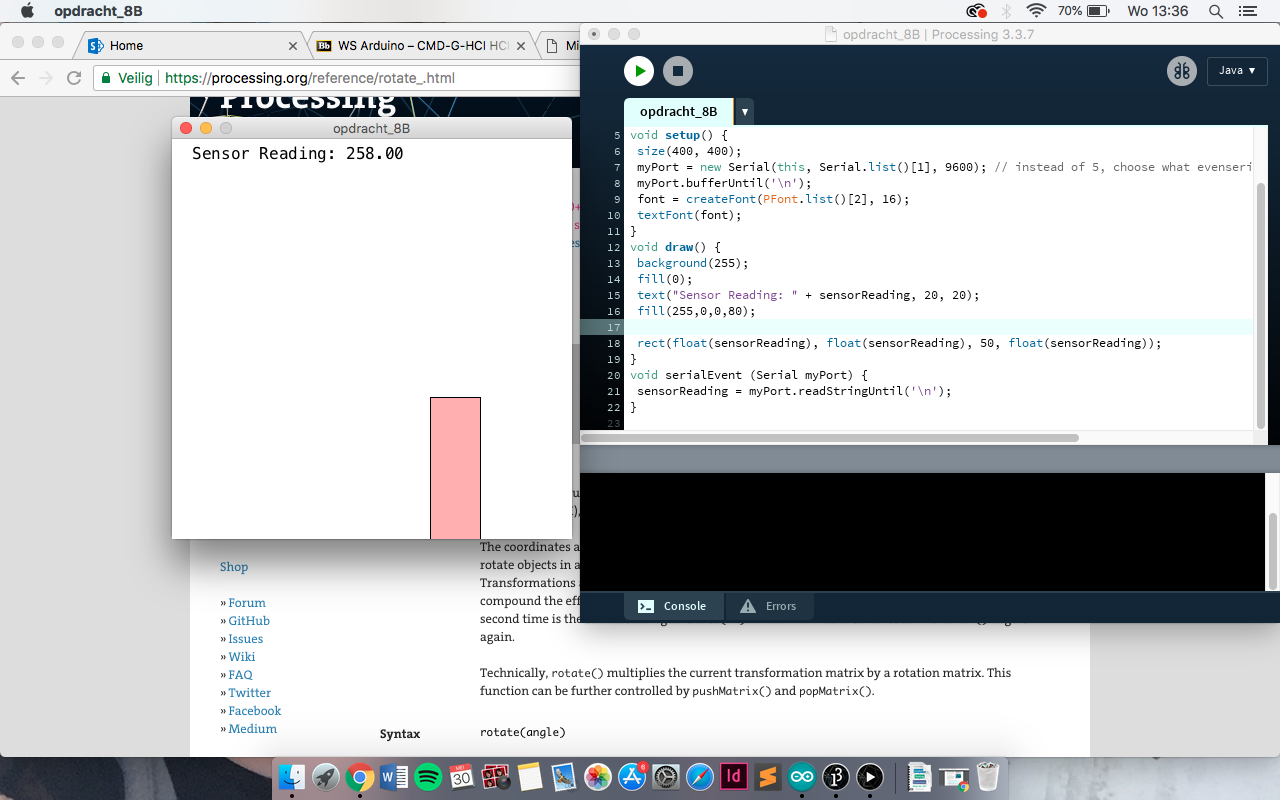 opdracht_8B
70%
Wo 13:36
Home
WS Arduino – CMD-G-HCI HC
Mi
Veilig
https://processing.org/reference/rotate_.html
Processing
opdracht_8B
Sensor Reading: 258.00
The coordinates a
rotate objects in a
Transformations
compound the eff
second time is the
again.
Technically, rotate() multiplies the current transformation matrix by a rotation matrix. This
function can be further controlled by pushMatrix() and popMatrix().
Syntax
rotate(angle)
Shop
» Forum
» GitHub
» Issues
» Wiki
» FAQ
» Twitter
» Facebook
» Medium
opdracht_8B | Processing 3.3.7
Java ▾
opdracht_8B ▾
5 void setup() {
6 size(400, 400);
7 myPort = new Serial(this, Serial.list()[1], 9600); // instead of 5, choose what evenseri
8 myPort.bufferUntil('\n');
9 font = createFont(PFont.list()[2], 16);
10 textFont(font);
11 }
12 void draw() {
13 background(255);
14 fill(0);
15 text("Sensor Reading: " + sensorReading, 20, 20);
16 fill(255,0,0,80);
17
18 rect(float(sensorReading), float(sensorReading), 50, float(sensorReading));
19 }
20 void serialEvent (Serial myPort) {
21 sensorReading = myPort.readStringUntil('\n');
22 }
23
Console
Errors
30
6
Id